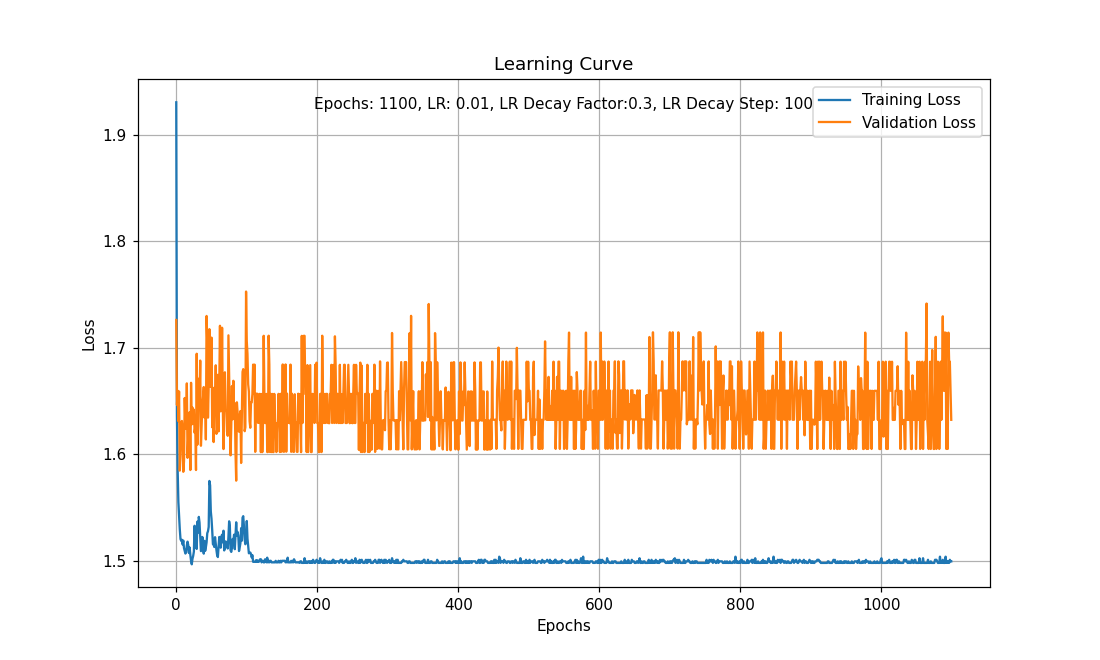 Learning Curve
Epochs: 1100, LR: 0.01, LR Decay Factor:0.3, LR Decay Step: 100
Training Loss
Validation Loss
1.9
1.8
1.7
1.6
1.5
Loss
0 200 400 600 800 1000
Epochs